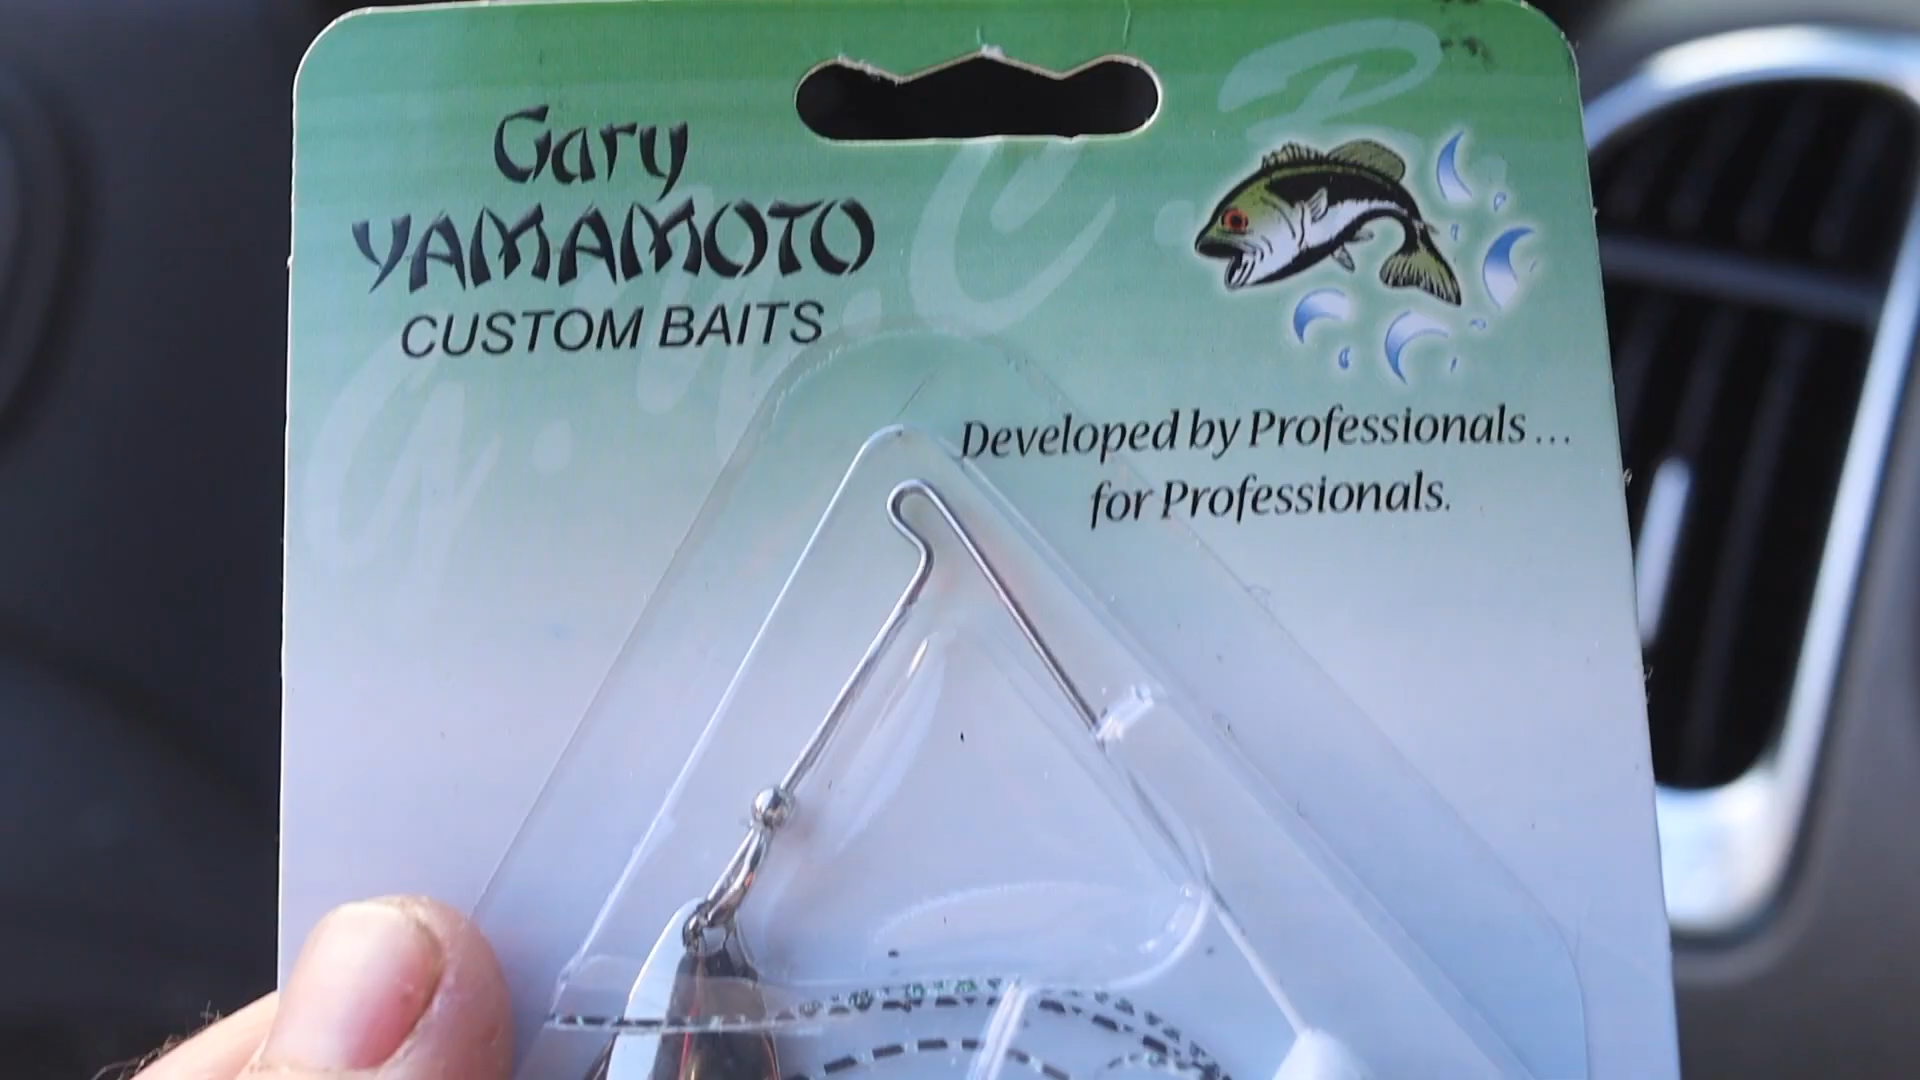 Gary
YAMAMOTO
CUSTOM BAITS
G.Y.C.B
Developed by Professionals...
for Professionals.